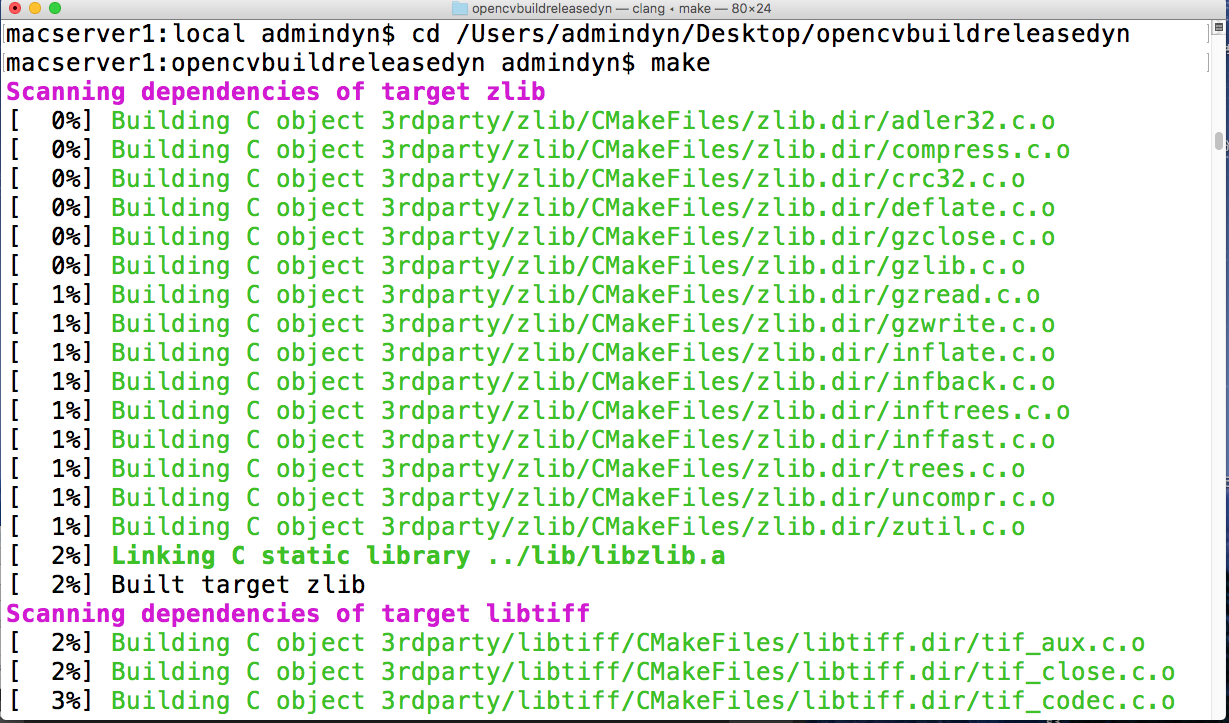 opencvbuildreleasedyn — clang ◂ make — 80×24
macserver1:local admindyn$ cd /Users/admindyn/Desktop/opencvbuildreleasedyn
macserver1:opencvbuildreleasedyn admindyn$ make
Scanning dependencies of target zlib
[  0%] Building C object 3rdparty/zlib/CMakeFiles/zlib.dir/adler32.c.o
[  0%] Building C object 3rdparty/zlib/CMakeFiles/zlib.dir/compress.c.o
[  0%] Building C object 3rdparty/zlib/CMakeFiles/zlib.dir/crc32.c.o
[  0%] Building C object 3rdparty/zlib/CMakeFiles/zlib.dir/deflate.c.o
[  0%] Building C object 3rdparty/zlib/CMakeFiles/zlib.dir/gzclose.c.o
[  0%] Building C object 3rdparty/zlib/CMakeFiles/zlib.dir/gzlib.c.o
[  1%] Building C object 3rdparty/zlib/CMakeFiles/zlib.dir/gzread.c.o
[  1%] Building C object 3rdparty/zlib/CMakeFiles/zlib.dir/gzwrite.c.o
[  1%] Building C object 3rdparty/zlib/CMakeFiles/zlib.dir/inflate.c.o
[  1%] Building C object 3rdparty/zlib/CMakeFiles/zlib.dir/infback.c.o
[  1%] Building C object 3rdparty/zlib/CMakeFiles/zlib.dir/inftrees.c.o
[  1%] Building C object 3rdparty/zlib/CMakeFiles/zlib.dir/inffast.c.o
[  1%] Building C object 3rdparty/zlib/CMakeFiles/zlib.dir/trees.c.o
[  1%] Building C object 3rdparty/zlib/CMakeFiles/zlib.dir/uncompr.c.o
[  1%] Building C object 3rdparty/zlib/CMakeFiles/zlib.dir/zutil.c.o
[  2%] Linking C static library ../lib/libzlib.a
[  2%] Built target zlib
Scanning dependencies of target libtiff
[  2%] Building C object 3rdparty/libtiff/CMakeFiles/libtiff.dir/tif_aux.c.o
[  2%] Building C object 3rdparty/libtiff/CMakeFiles/libtiff.dir/tif_close.c.o
[  3%] Building C object 3rdparty/libtiff/CMakeFiles/libtiff.dir/tif_codec.c.o